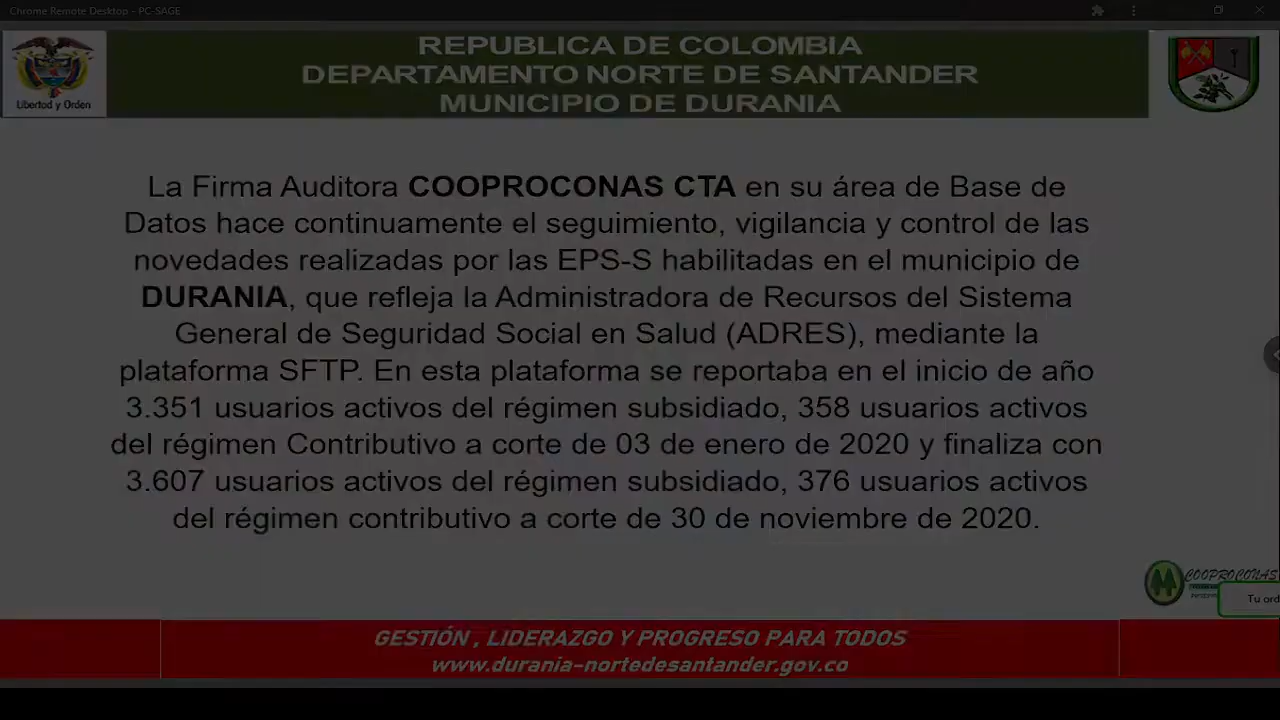 Chrome Remote Desktop - PC-SAGE
REPUBLICA DE COLOMBIA
DEPARTAMENTO NORTE DE SANTANDER
MUNICIPIO DE DURANIA
Libertad y Orden
La Firma Auditora COOPROCONAS CTA en su área de Base de
Datos hace continuamente el seguimiento, vigilancia y control de las
novedades realizadas por las EPS-S habilitadas en el municipio de
DURANIA, que refleja la Administradora de Recursos del Sistema
General de Seguridad Social en Salud (ADRES), mediante la
plataforma SFTP. En esta plataforma se reportaba en el inicio de año
3.351 usuarios activos del régimen subsidiado, 358 usuarios activos
del régimen Contributivo a corte de 03 de enero de 2020 y finaliza con
3.607 usuarios activos del régimen subsidiado, 376 usuarios activos
del régimen contributivo a corte de 30 de noviembre de 2020.
COOPROCONAS
Tu ord
GESTIÓN , LIDERAZGO Y PROGRESO PARA TODOS
www.durania-nortedesantander.gov.co